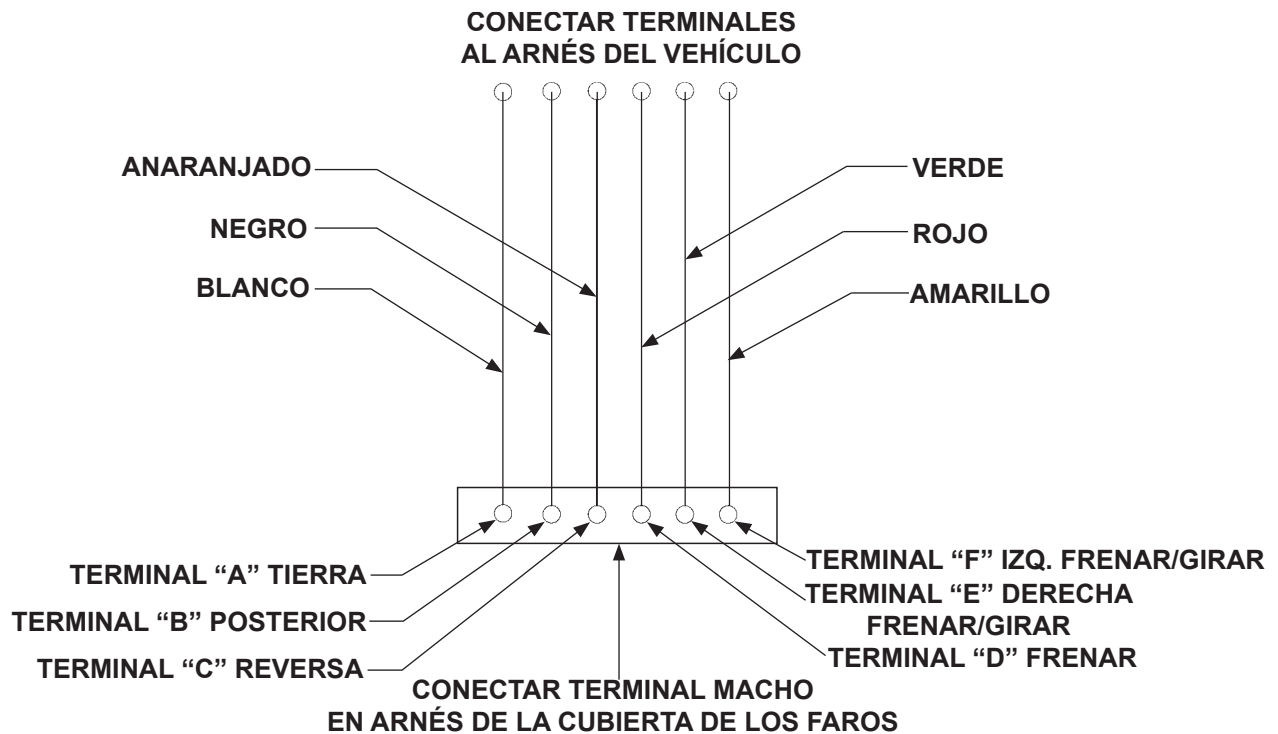 CONECTAR TERMINALES
AL ARNÉS DEL VEHÍCULO
ANARANJADO
NEGRO
BLANCO
VERDE
ROJO
AMARILLO
TERMINAL “A” TIERRA
TERMINAL “B” POSTERIOR
TERMINAL “C” REVERSA
TERMINAL “F” IZQ. FRENAR/GIRAR
TERMINAL “E” DERECHA
FRENAR/GIRAR
TERMINAL “D” FRENAR
CONECTAR TERMINAL MACHO
EN ARNÉS DE LA CUBIERTA DE LOS FAROS